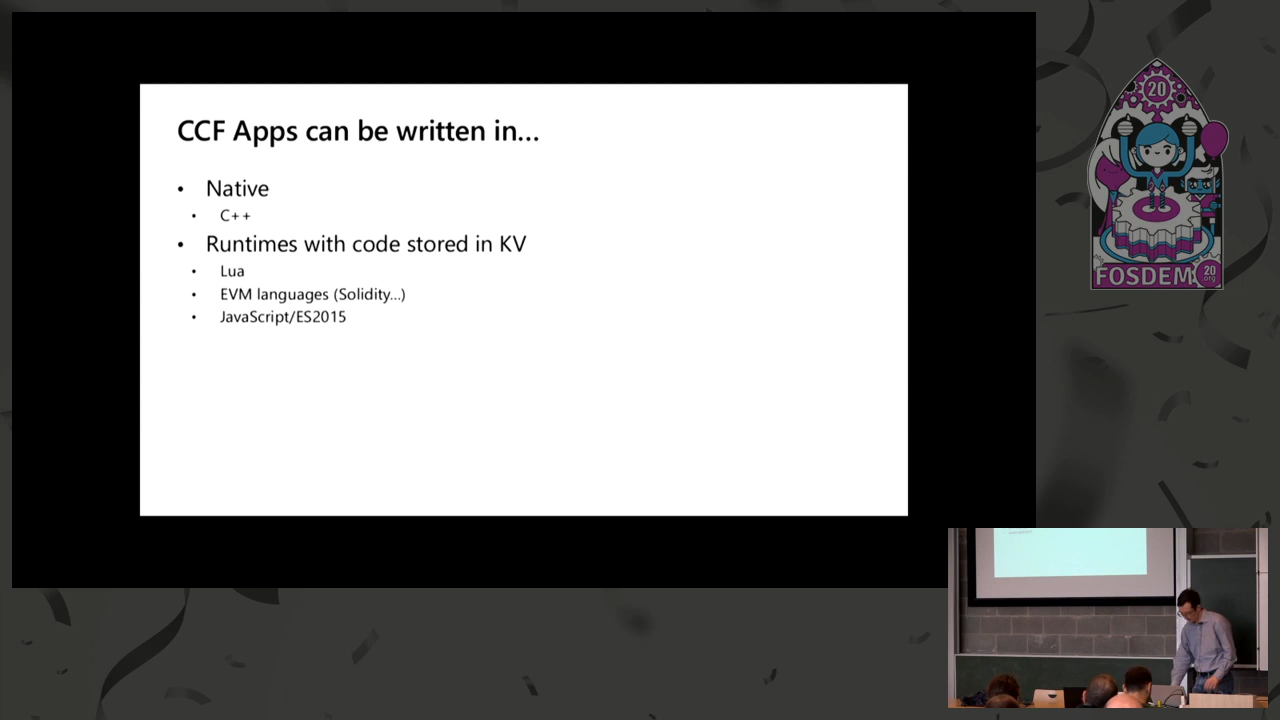 CCF Apps can be written in...
• Native
• C++
• Runtimes with code stored in KV
• Lua
• EVM languages (Solidity...)
• JavaScript/ES2015
20
FOSDEM 20
.org